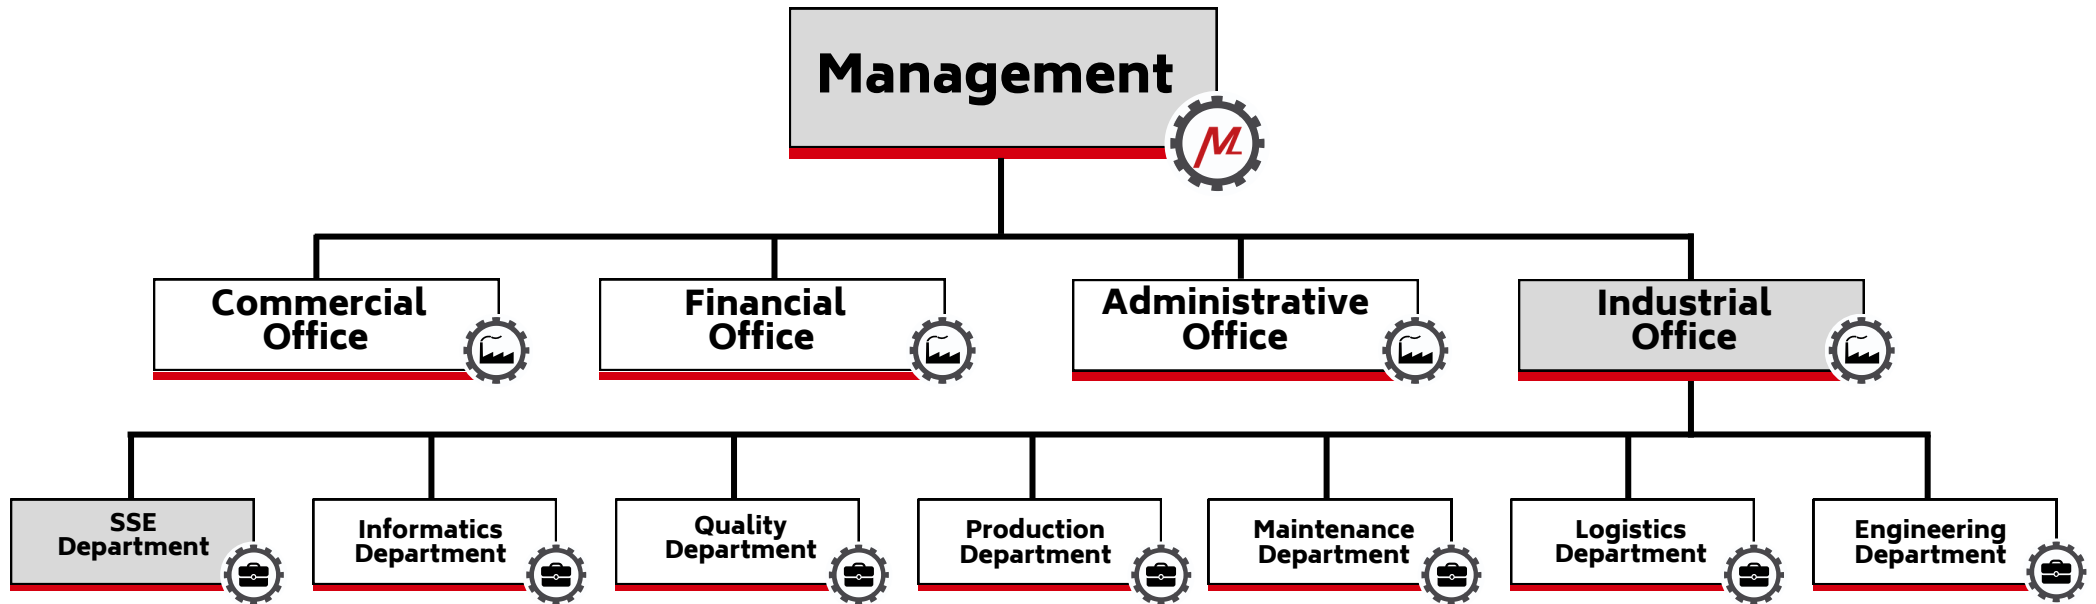 Management
ML
Commercial
Office
Financial
Office
Administrative
Office
Industrial
Office
SSE
Department
Informatics
Department
Quality
Department
Production
Department
Maintenance
Department
Logistics
Department
Engineering
Department